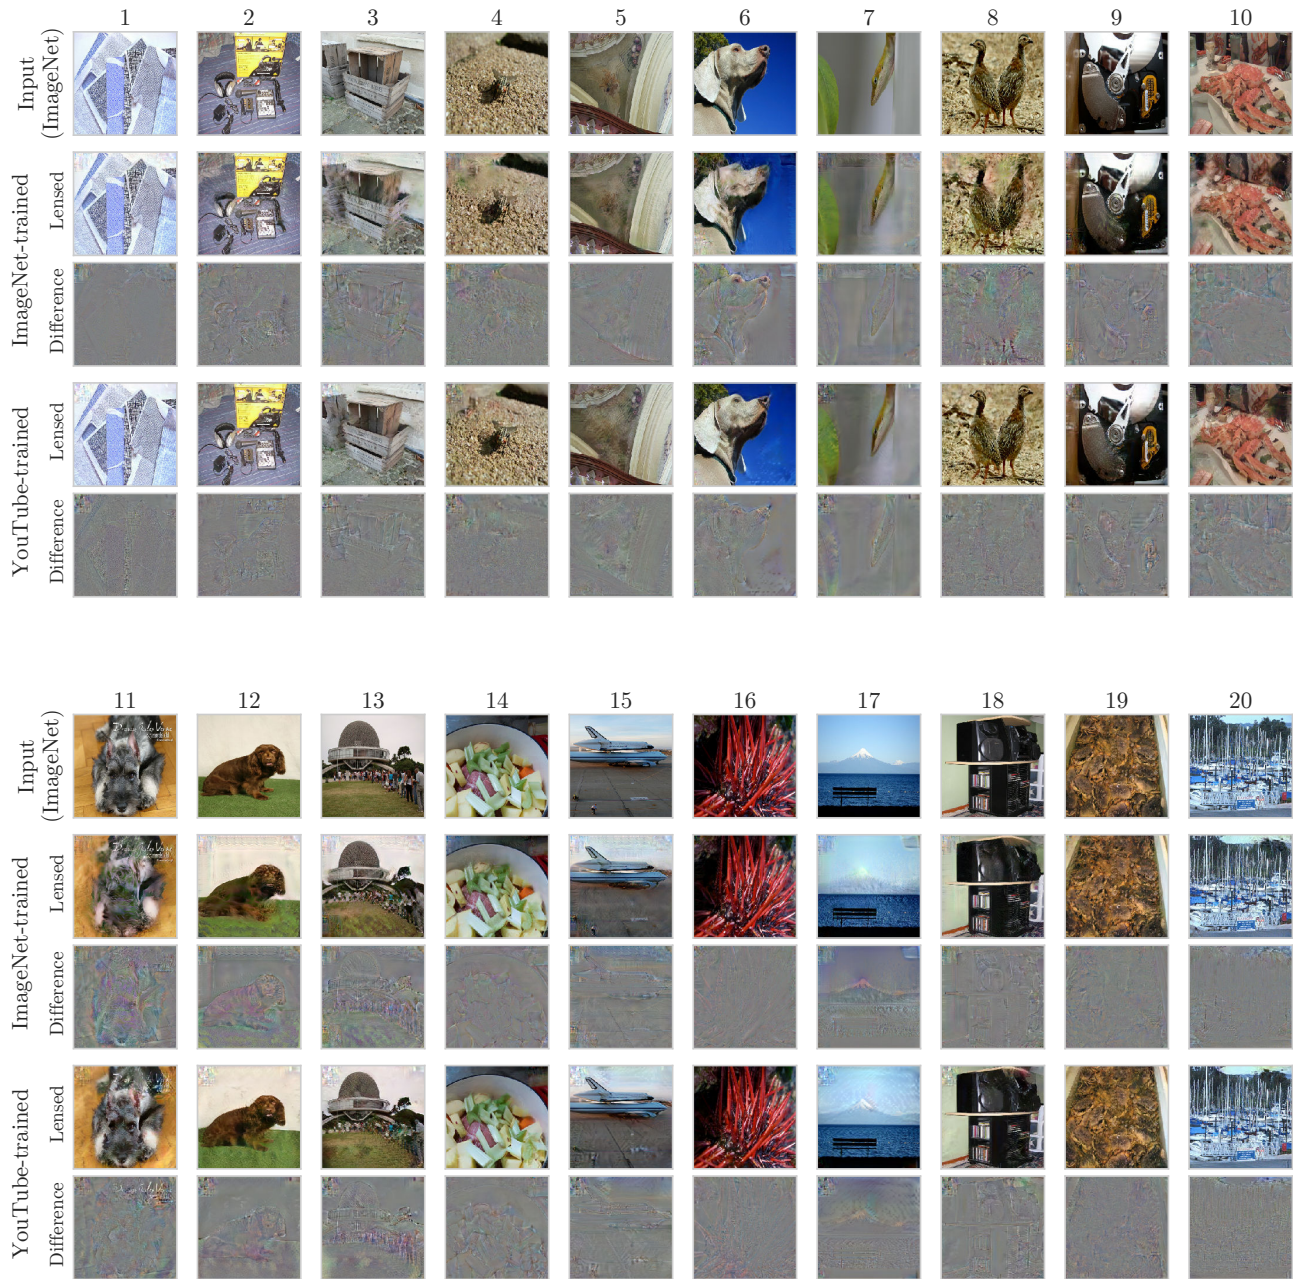 1 2 3 4 5 6 7 8 9 10
Input
(ImageNet)
ImageNet-trained
Lensed
Difference
YouTube-trained
Lensed
Difference
11 12 13 14 15 16 17 18 19 20
Input
(ImageNet)
ImageNet-trained
Lensed
Difference
YouTube-trained
Lensed
Difference